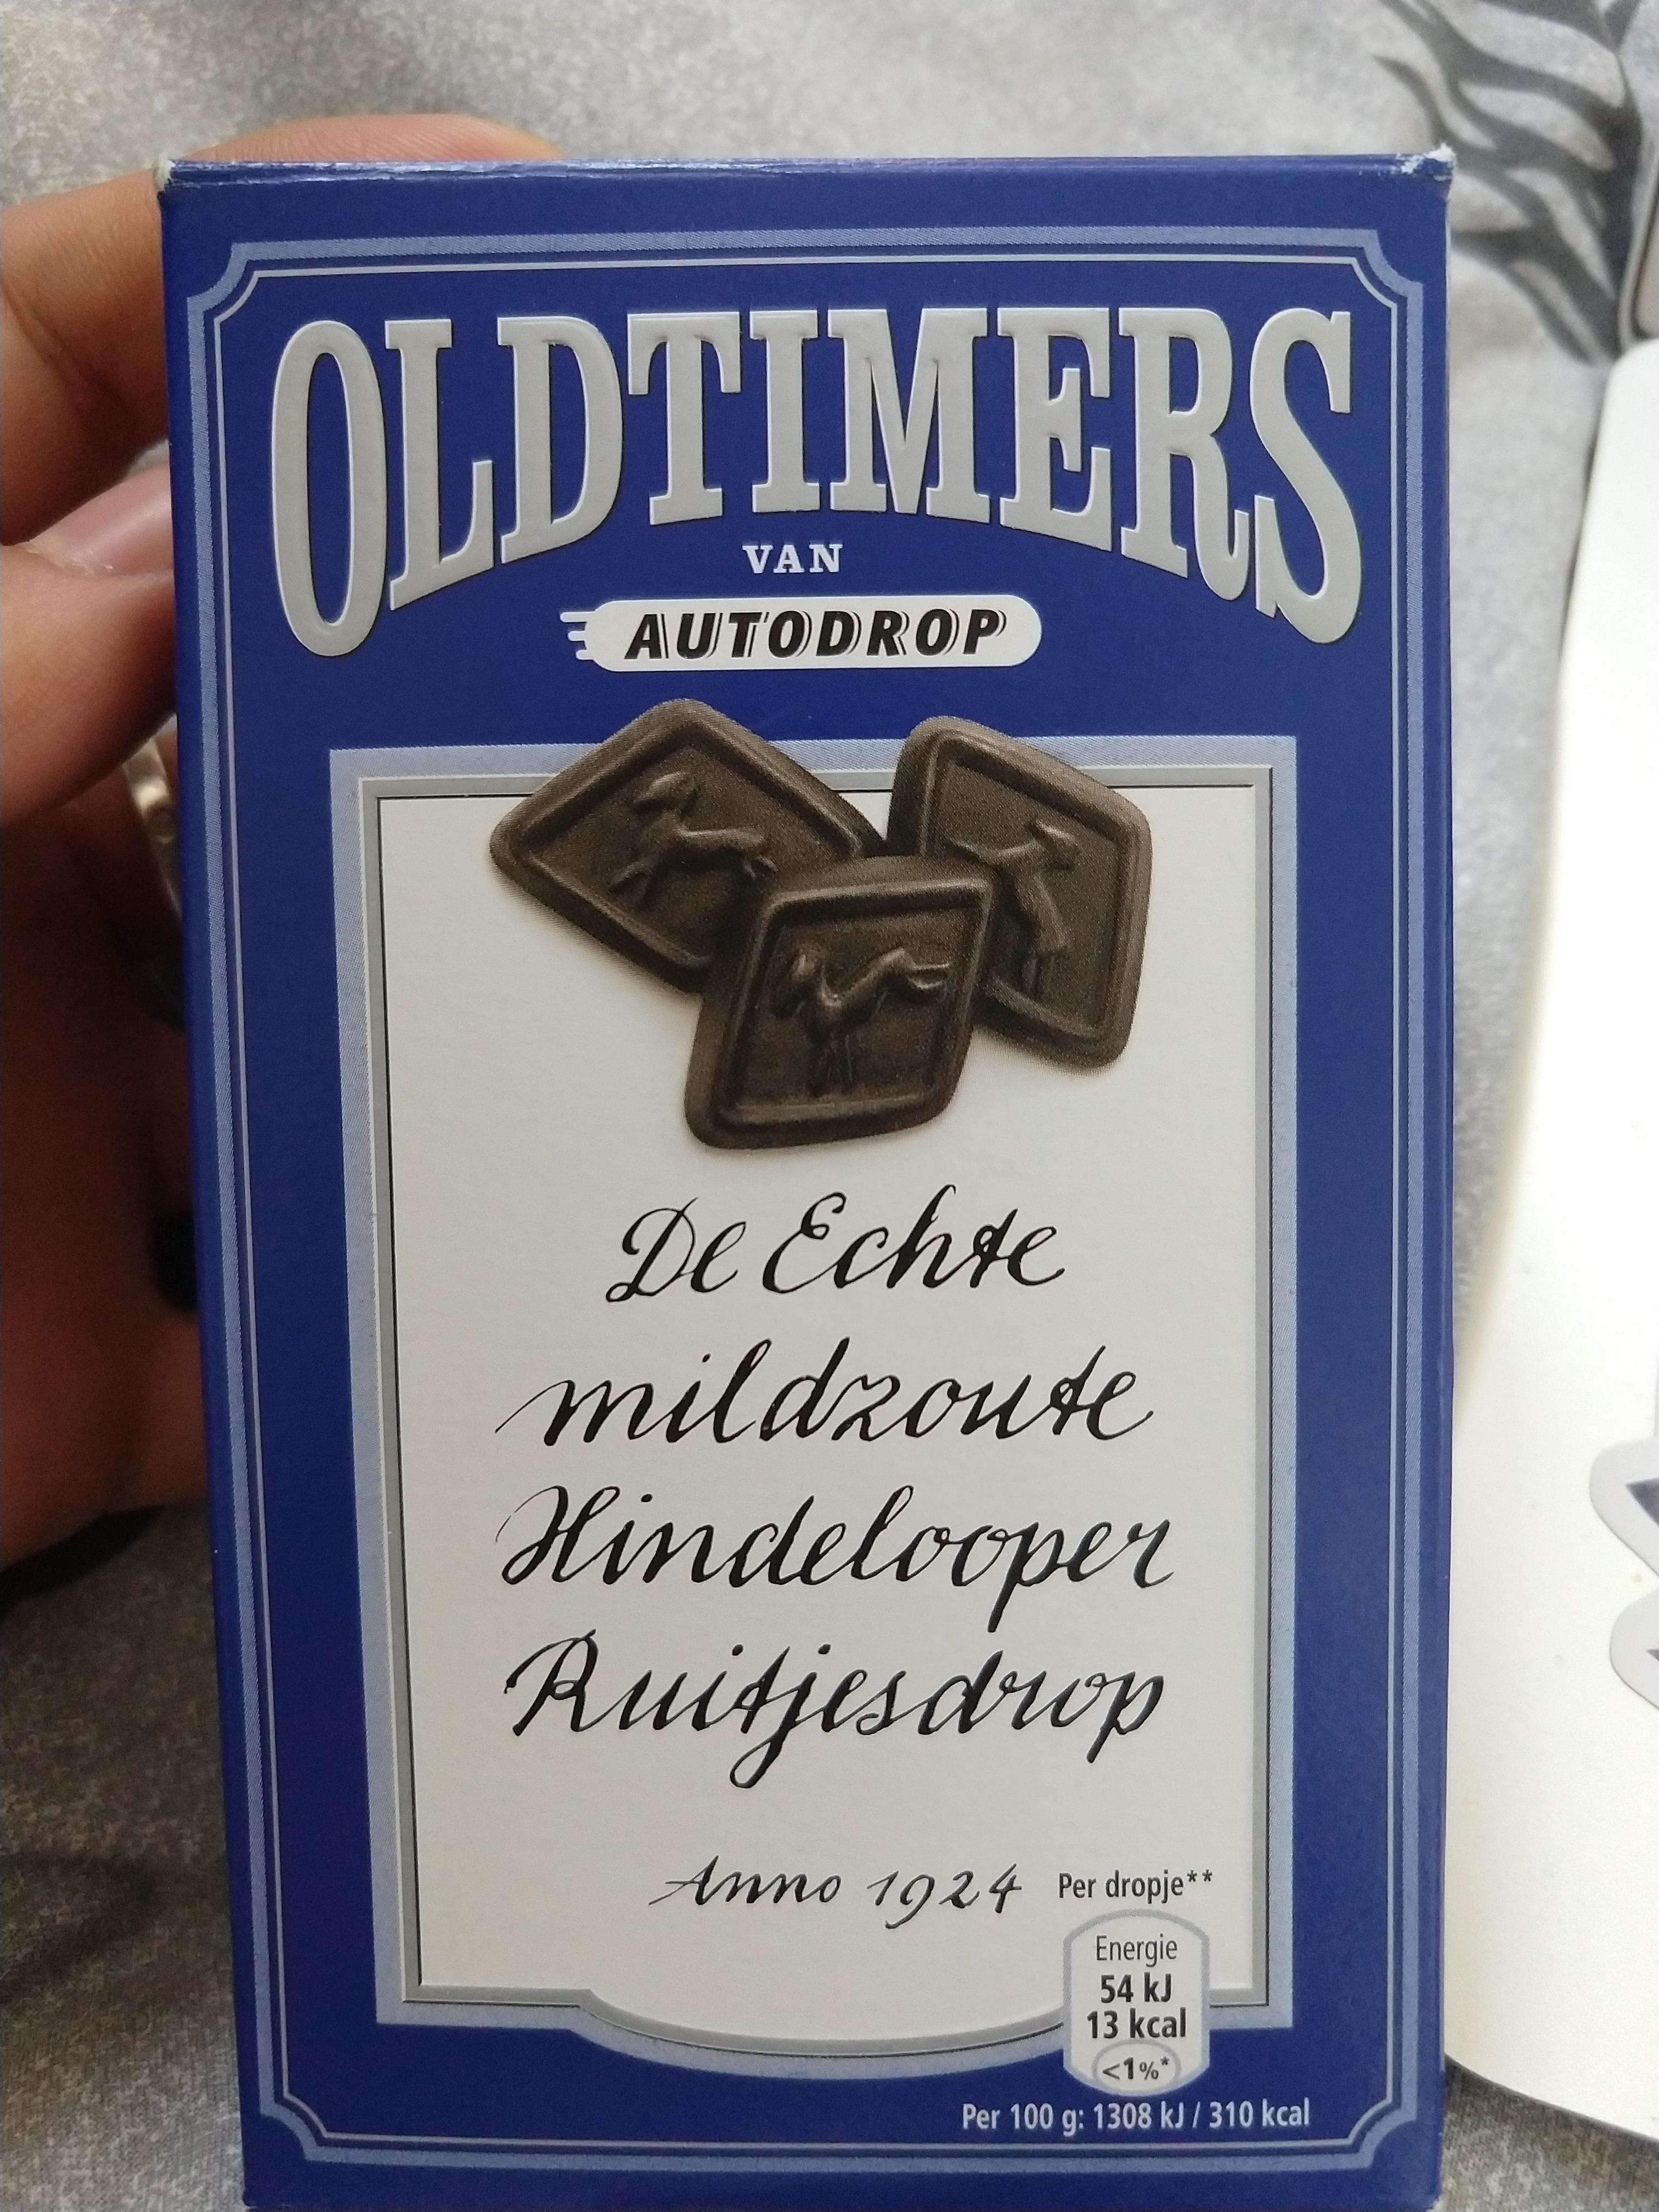 OLDTIMERS
VAN
AUTODROP
De Echte
mildzoute
Hindelooper
Ruitjesdrop
Anno 1924
Per dropje**
Energie
54 kJ
13 kcal
<1%*
Per 100 g: 1308 kJ / 310 kcal